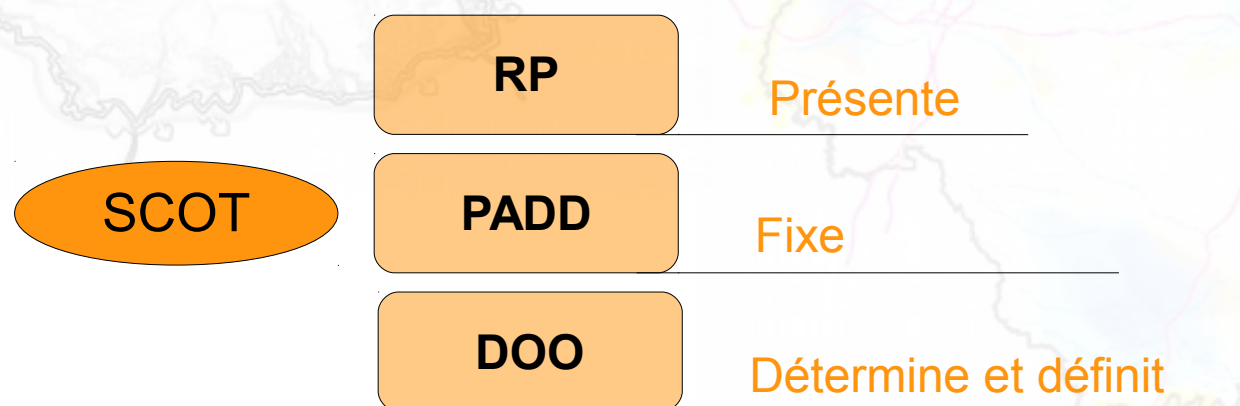 RP
Présente
SCOT
PADD
Fixe
DOO
Détermine et définit